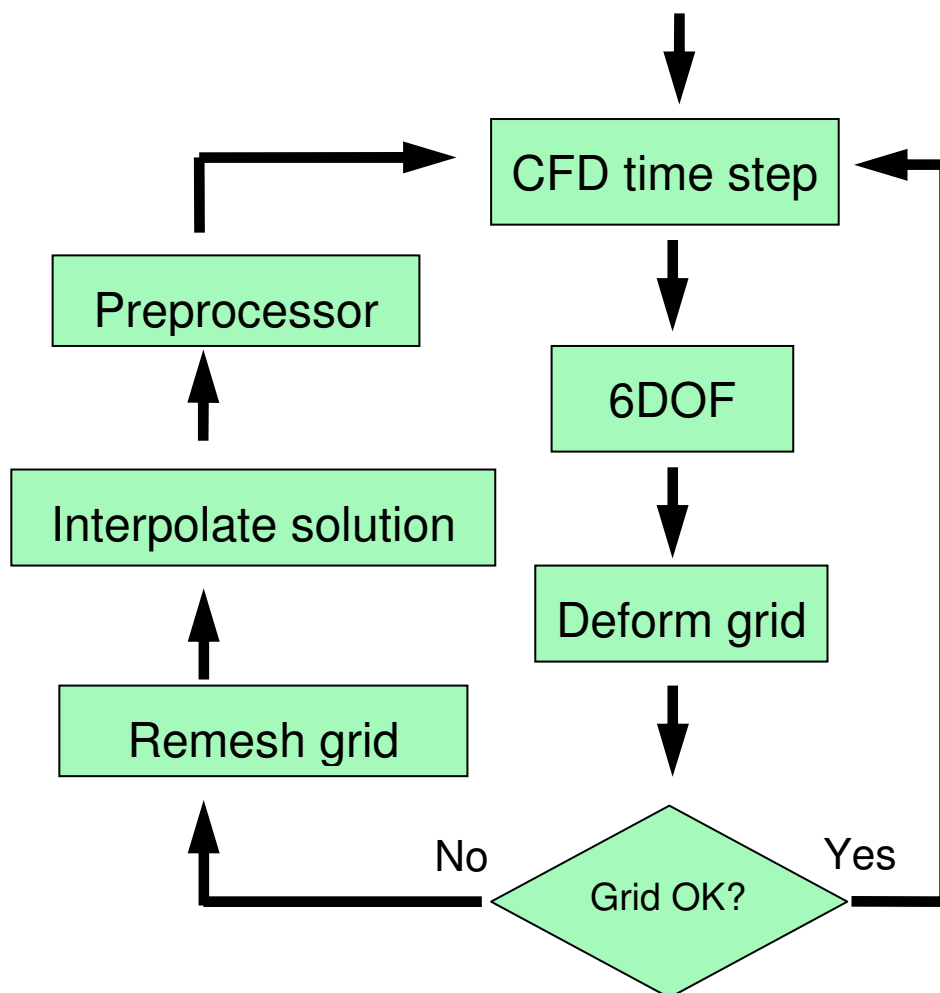 CFD time step
Preprocessor
6DOF
Interpolate solution
Deform grid
Remesh grid
No
Yes
Grid OK?